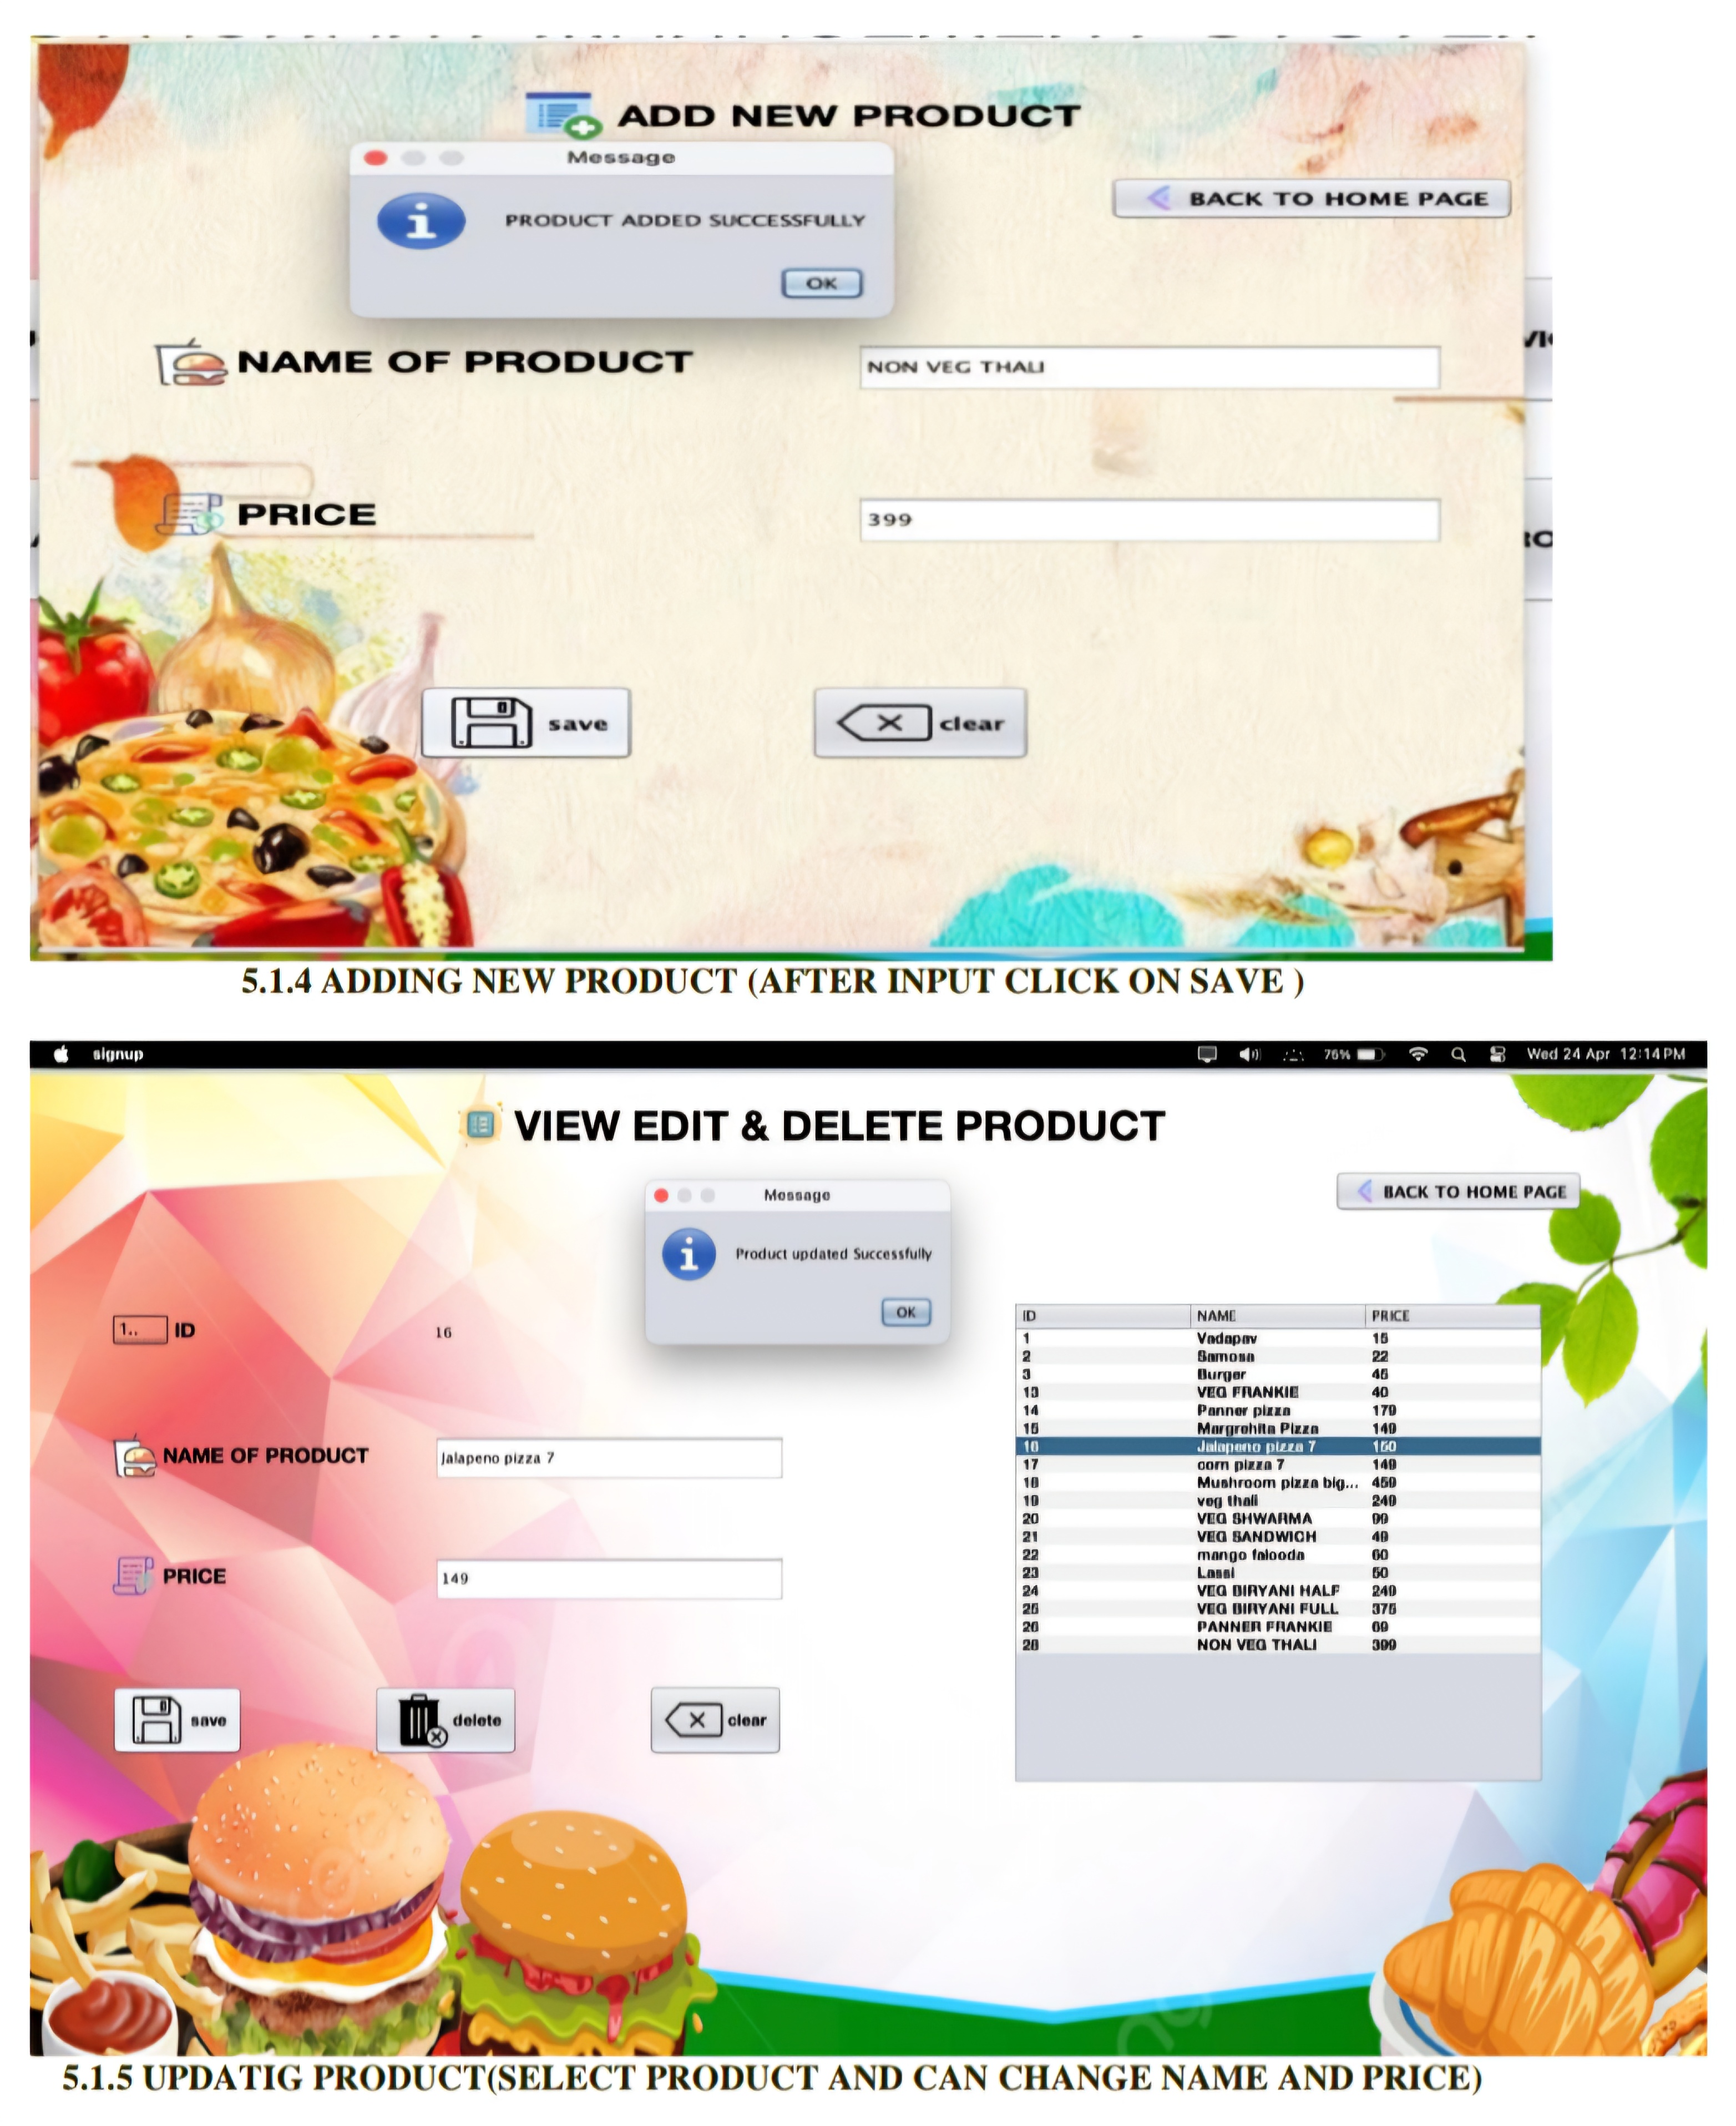 ADD NEW PRODUCT
Message
BACK TO HOME PAGE
PRODUCT ADDED SUCCESSFULLY
OK
NAME OF PRODUCT
NON VEG THALI
PRICE
399
save
clear
5.1.4 ADDING NEW PRODUCT (AFTER INPUT CLICK ON SAVE )
signup 76% Wed 24 Apr 12:14 PM
VIEW EDIT & DELETE PRODUCT
Message
BACK TO HOME PAGE
Product updated Successfully
OK
1.. ID 16
NAME OF PRODUCT Jalapeno pizza 7
PRICE 149
save delete clear
ID NAME PRICE
1 Vadapav 15
2 Samosa 22
3 Burger 45
13 VEG FRANKIE 40
14 Panner pizza 179
15 Margrehita Pizza 149
16 Jalapeno pizza 7 150
17 corn pizza 7 149
18 Mushroom pizza big... 459
19 veg thali 249
20 VEG SHWARMA 99
21 VEG SANDWICH 49
22 mango falooda 60
23 Lassi 50
24 VEG BIRYANI HALF 249
25 VEG BIRYANI FULL 375
26 PANNER FRANKIE 69
28 NON VEG THALI 399
5.1.5 UPDATIG PRODUCT(SELECT PRODUCT AND CAN CHANGE NAME AND PRICE)